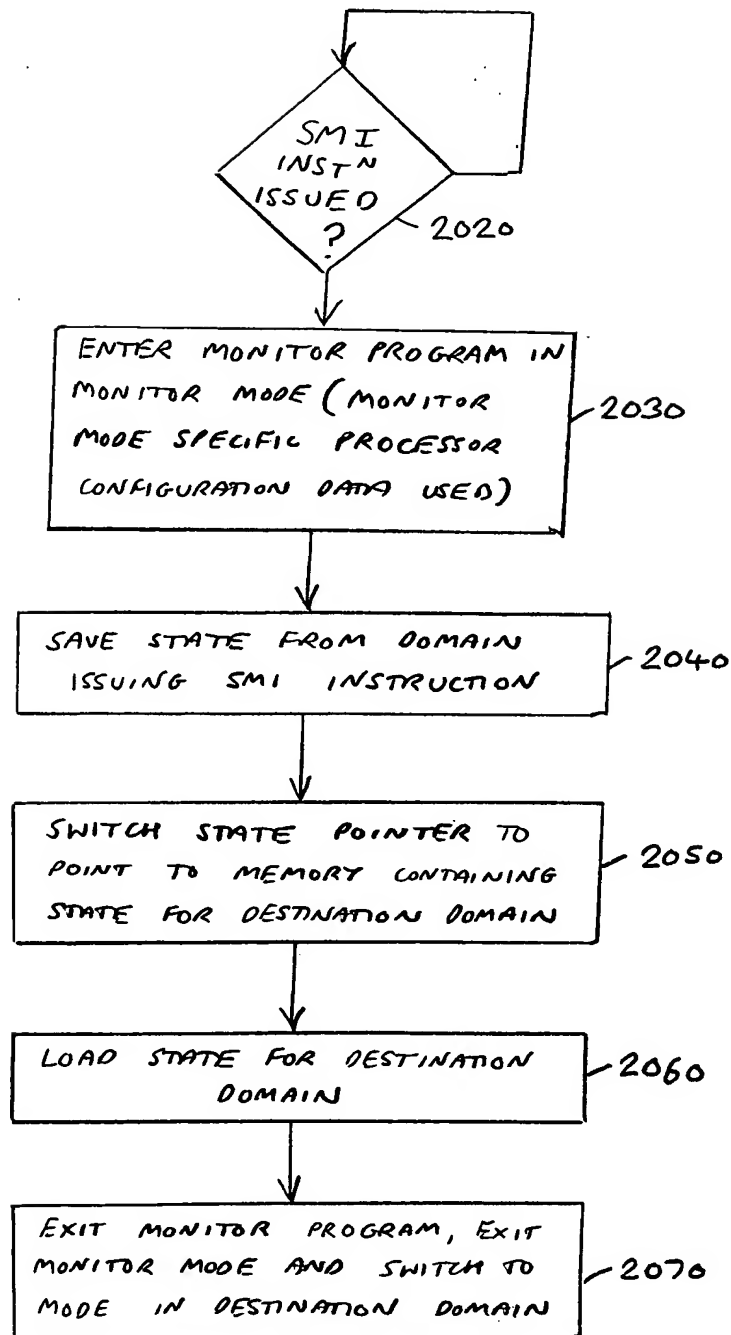 SMI
INSTN
ISSUED
?
2020
ENTER MONITOR PROGRAM IN
MONITOR MODE (MONITOR
MODE SPECIFIC PROCESSOR
CONFIGURATION DATA USED)
2030
SAVE STATE FROM DOMAIN
ISSUING SMI INSTRUCTION
2040
SWITCH STATE POINTER TO
POINT TO MEMORY CONTAINING
STATE FOR DESTINATION DOMAIN
2050
LOAD STATE FOR DESTINATION
DOMAIN
2060
EXIT MONITOR PROGRAM, EXIT
MONITOR MODE AND SWITCH TO
MODE IN DESTINATION DOMAIN
2070